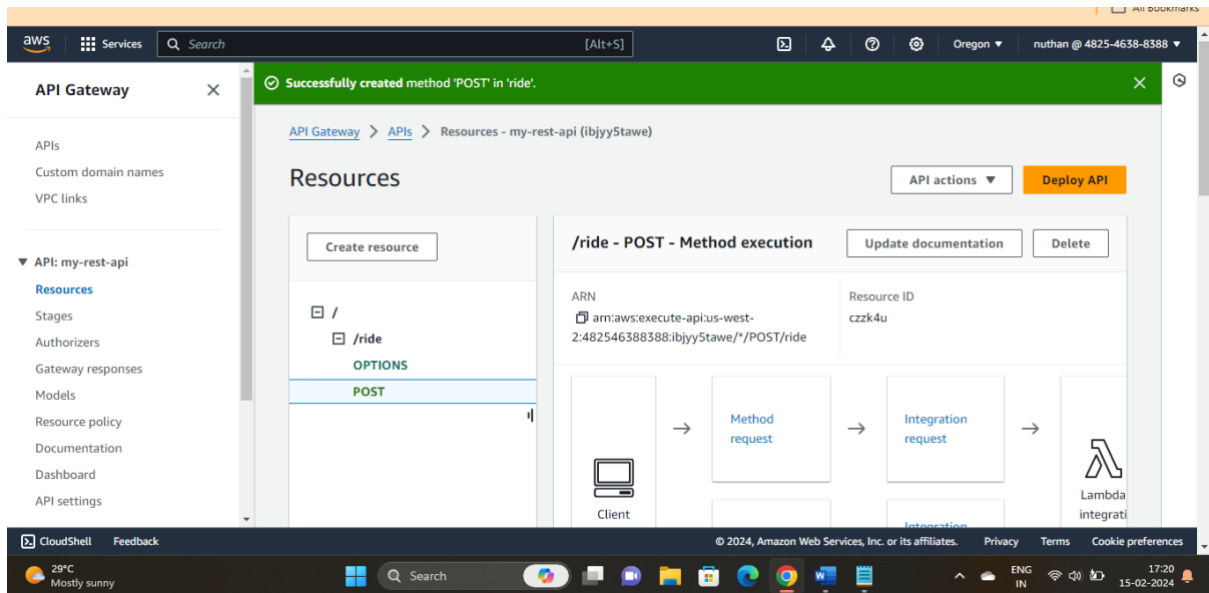 All Bookmarks
aws
Services
Search
[Alt+S]
Oregon
nuthan @ 4825-4638-8388
API Gateway
Successfully created method 'POST' in 'ride'.
API Gateway
APIs
Resources - my-rest-api (ibjyy5tawe)
APIs
Custom domain names
VPC links
Resources
API actions
Deploy API
API: my-rest-api
Resources
Stages
Authorizers
Gateway responses
Models
Resource policy
Documentation
Dashboard
API settings
Create resource
/
/ride
OPTIONS
POST
/ride - POST - Method execution
Update documentation
Delete
ARN
arn:aws:execute-api:us-west-
2:482546388388:ibjyy5tawe/*/POST/ride
Resource ID
czzk4u
Client
Method
request
Integration
request
Integration
Lambda
integrati
CloudShell
Feedback
© 2024, Amazon Web Services, Inc. or its affiliates.
Privacy
Terms
Cookie preferences
29°C
Mostly sunny
Search
ENG
IN
17:20
15-02-2024